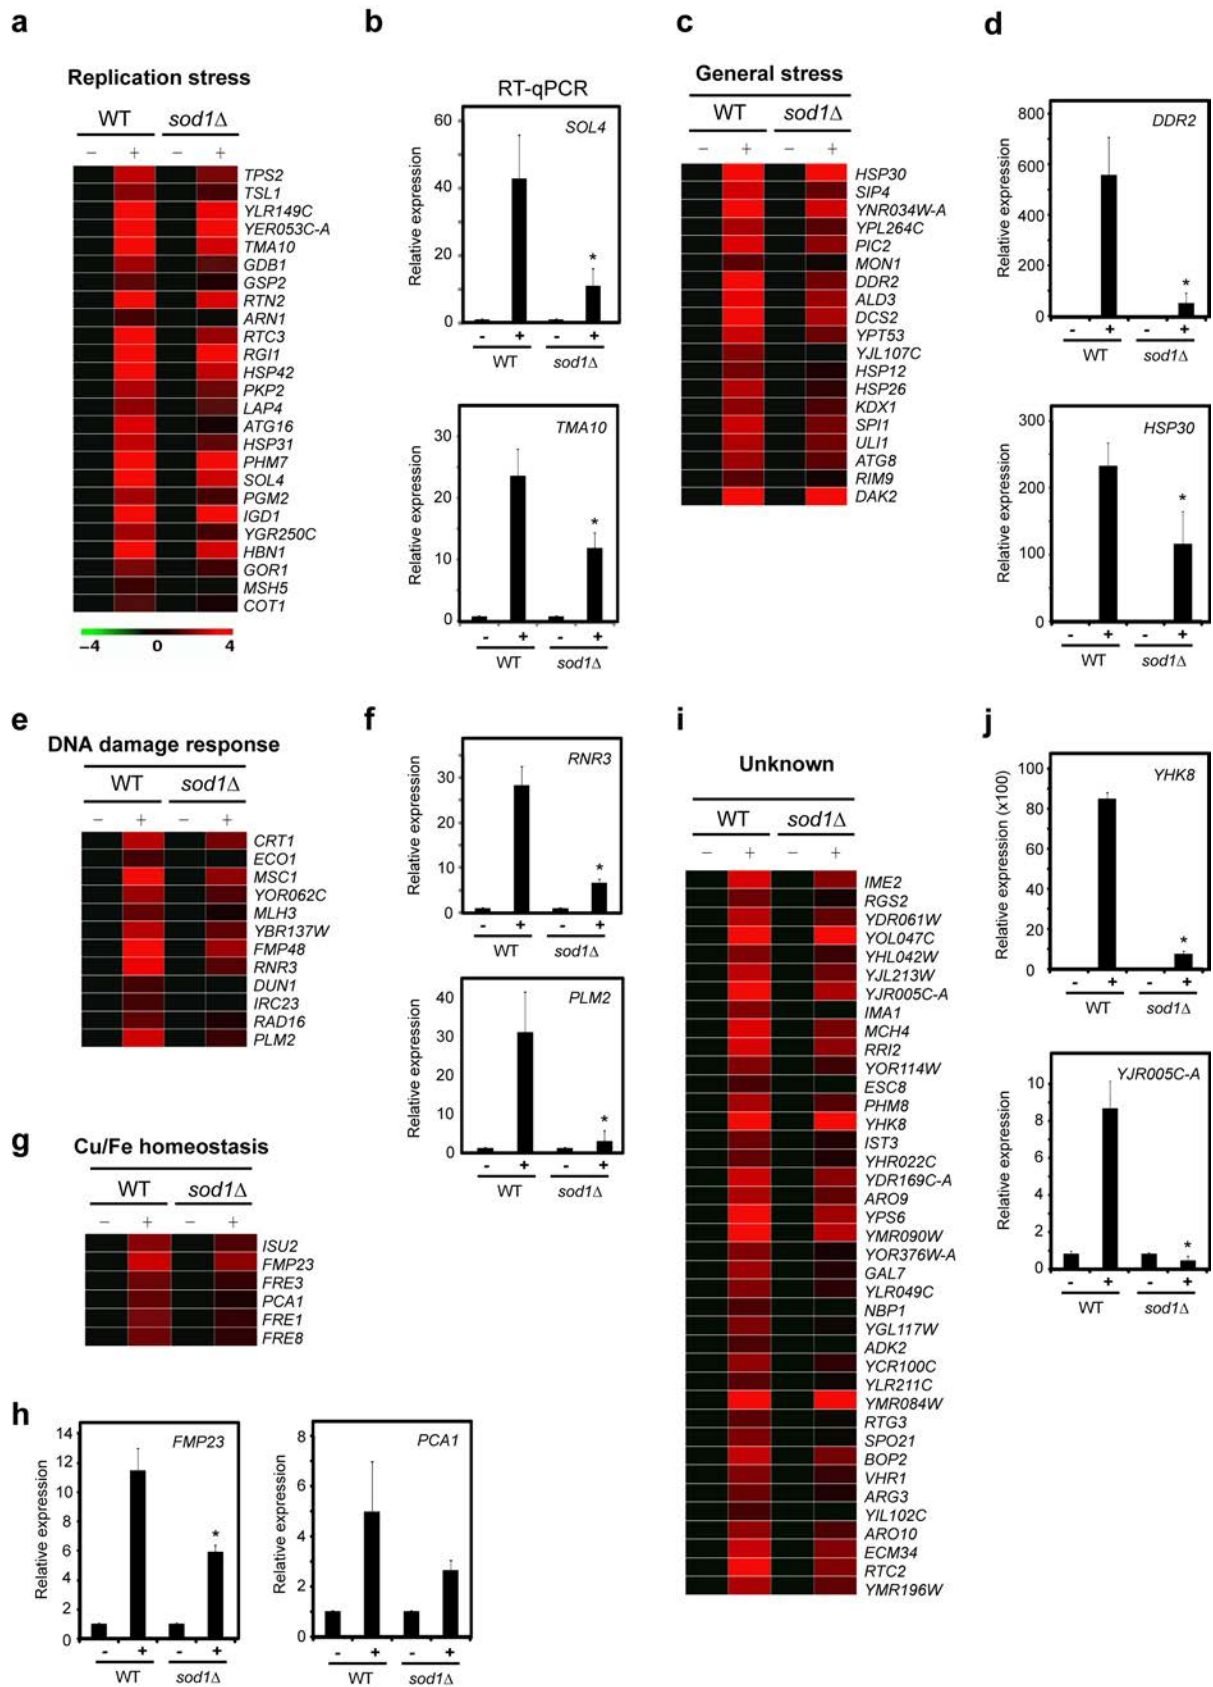 a
Replication stress
WT sod1Δ
− + − +
TPS2
TSL1
YLR149C
YER053C-A
TMA10
GDB1
GSP2
RTN2
ARN1
RTC3
RGI1
HSP42
PKP2
LAP4
ATG16
HSP31
PHM7
SOL4
PGM2
IGD1
YGR250C
HBN1
GOR1
MSH5
COT1
−4 0 4
b
RT-qPCR
SOL4
Relative expression
60
40
20
0
- + - +
WT sod1Δ
TMA10
Relative expression
30
20
10
0
*
- + - +
WT sod1Δ
c
General stress
WT sod1Δ
− + − +
HSP30
SIP4
YNR034W-A
YPL264C
PIC2
MON1
DDR2
ALD3
DCS2
YPT53
YJL107C
HSP12
HSP26
KDX1
SPI1
ULI1
ATG8
RIM9
DAK2
d
DDR2
Relative expression
800
600
400
200
0
*
- + - +
WT sod1Δ
HSP30
Relative expression
300
200
100
0
*
- + - +
WT sod1Δ
e
DNA damage response
WT sod1Δ
− + − +
CRT1
ECO1
MSC1
YOR062C
MLH3
YBR137W
FMP48
RNR3
DUN1
IRC23
RAD16
PLM2
f
RNR3
Relative expression
30
20
10
0
*
- + - +
WT sod1Δ
PLM2
Relative expression
40
30
20
10
0
*
- + - +
WT sod1Δ
g
Cu/Fe homeostasis
WT sod1Δ
− + − +
ISU2
FMP23
FRE3
PCA1
FRE1
FRE8
h
FMP23
Relative expression
14
12
10
8
6
4
2
0
*
- + - +
WT sod1Δ
PCA1
Relative expression
8
6
4
2
0
- + - +
WT sod1Δ
i
Unknown
WT sod1Δ
− + − +
IME2
RGS2
YDR061W
YOL047C
YHL042W
YJL213W
YJR005C-A
IMA1
MCH4
RRI2
YOR114W
ESC8
PHM8
YHK8
IST3
YHR022C
YDR169C-A
ARO9
YPS6
YMR090W
YOR376W-A
GAL7
YLR049C
NBP1
YGL117W
ADK2
YCR100C
YLR211C
YMR084W
RTG3
SPO21
BOP2
VHR1
ARG3
YIL102C
ARO10
ECM34
RTC2
YMR196W
j
YHK8
Relative expression (x100)
100
80
60
40
20
0
*
- + - +
WT sod1Δ
YJR005C-A
Relative expression
10
8
6
4
2
0
*
- + - +
WT sod1Δ